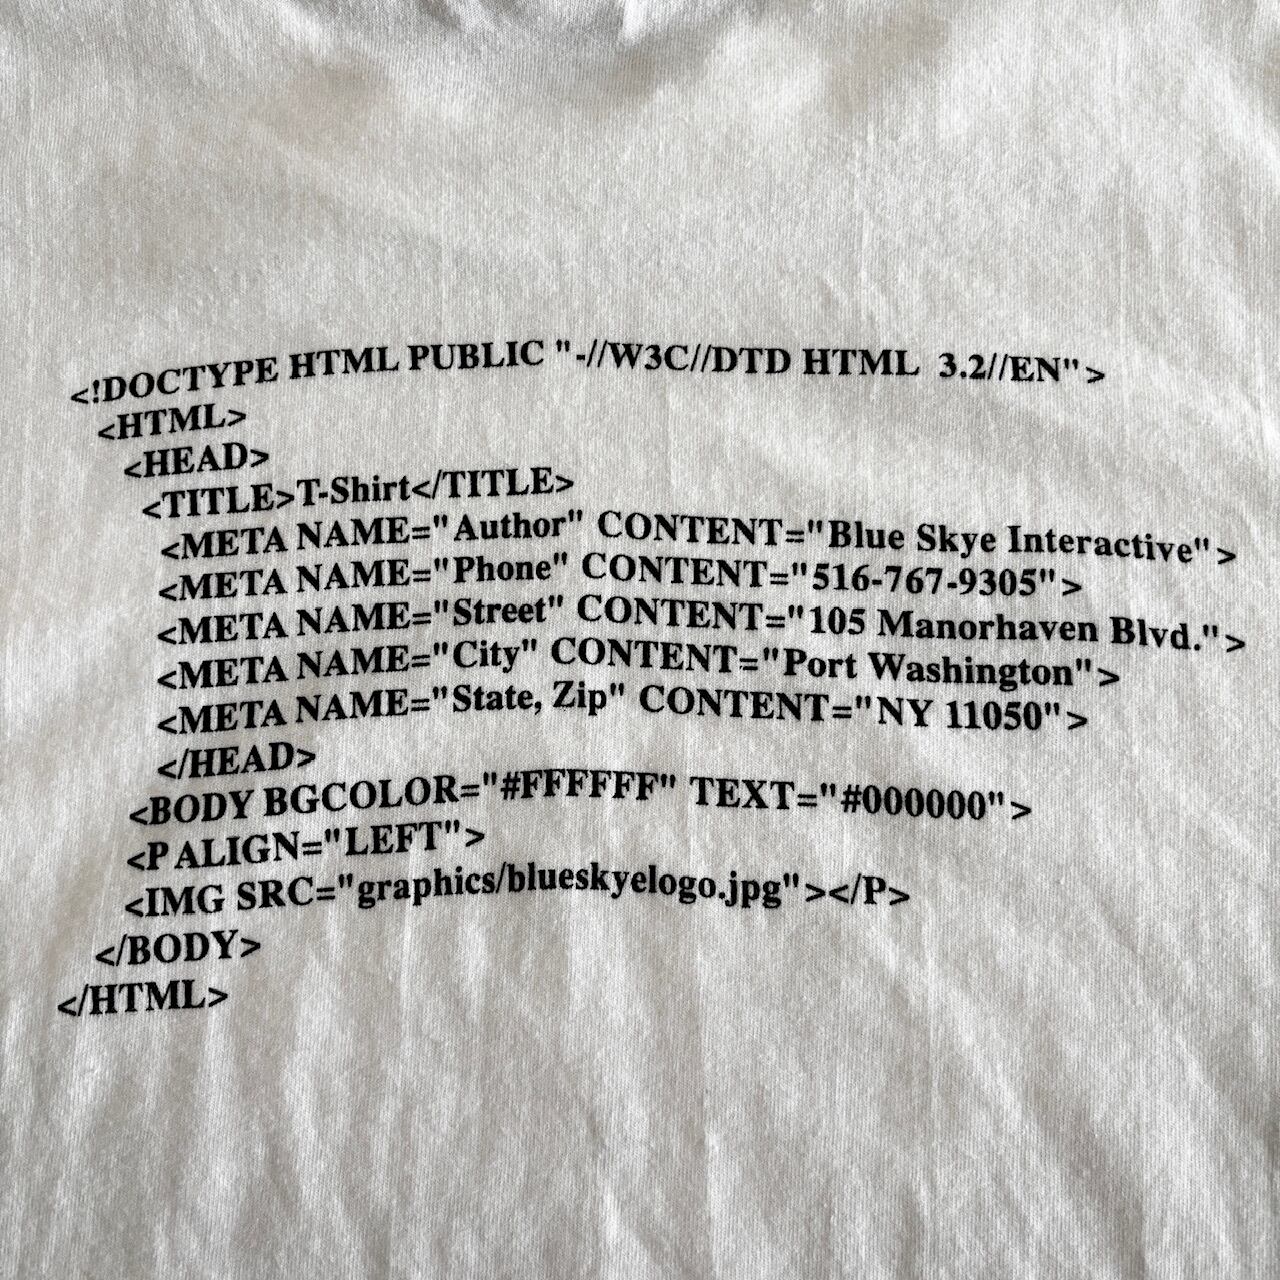 <!DOCTYPE HTML PUBLIC "-//W3C//DTD HTML  3.2//EN">
<HTML>
<HEAD>
<TITLE>T-Shirt</TITLE>
<META NAME="Author" CONTENT="Blue Skye Interactive">
<META NAME="Phone" CONTENT="516-767-9305">
<META NAME="Street" CONTENT="105 Manorhaven Blvd.">
<META NAME="City" CONTENT="Port Washington">
<META NAME="State, Zip" CONTENT="NY 11050">
</HEAD>
<BODY BGCOLOR="#FFFFFF" TEXT="#000000">
<P ALIGN="LEFT">
<IMG SRC="graphics/blueskyelogo.jpg"></P>
</BODY>
</HTML>